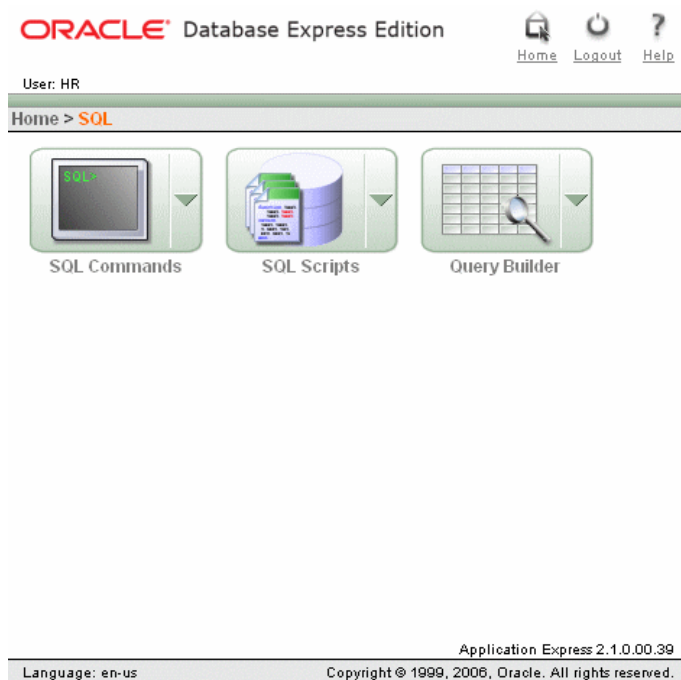 ORACLE® Database Express Edition
Home Logout Help
User: HR
Home > SQL
SQL>
SQL Commands SQL Scripts Query Builder
Application Express 2.1.0.00.39
Language: en-us Copyright © 1999, 2006, Oracle. All rights reserved.